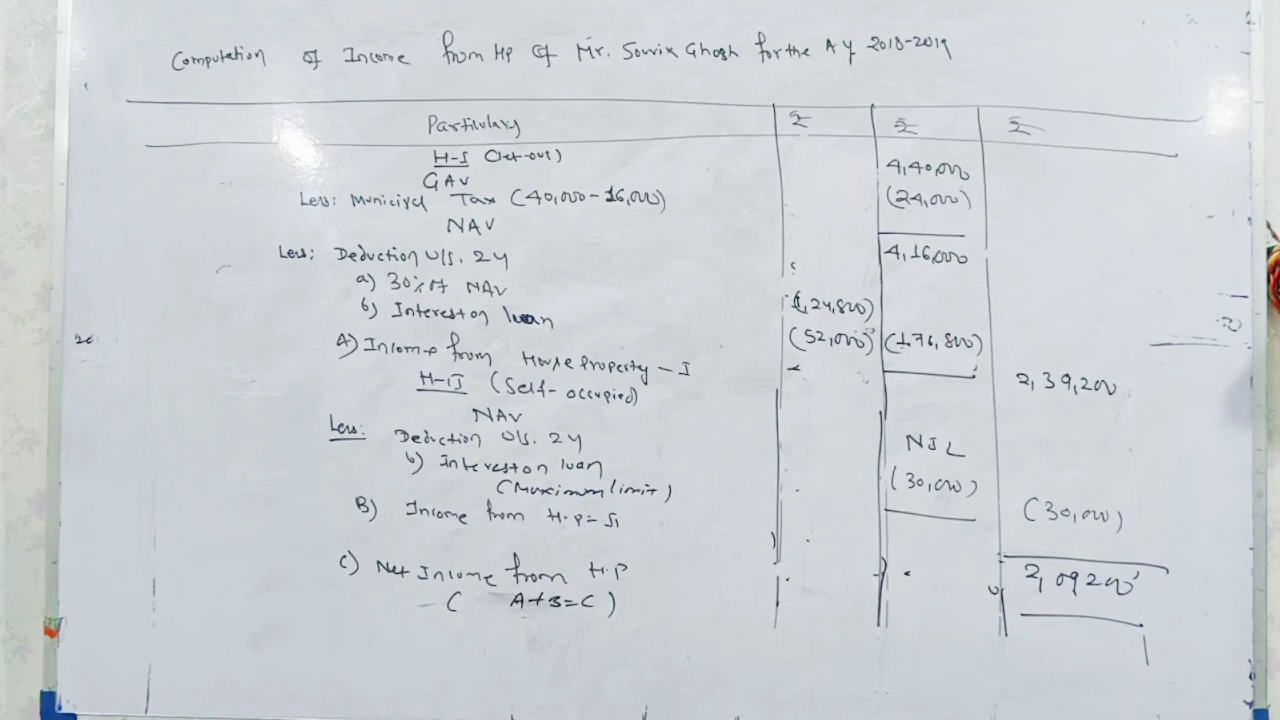 Computation of Income from HP of Mr. Souvik Ghosh for the A Y 2018-2019
Particulars ₹ ₹ ₹
H-I (let-out)
GAV 4,40,000
Less: Municipal Tax (40,000-16,000) (24,000)
NAV 4,16,000
Less: Deduction U/s. 24
a) 30% of NAV (1,24,800)
b) Interest on loan (52,000) (1,76,800)
A) Income from House Property - I 2,39,200
H-II (Self-occupied)
NAV NIL
Less: Deduction U/s. 24
b) Interest on loan (30,000)
(Maximum limit)
B) Income from H.P - II (30,000)
C) Net Income from H.P 2,09,200
( A+B=C )